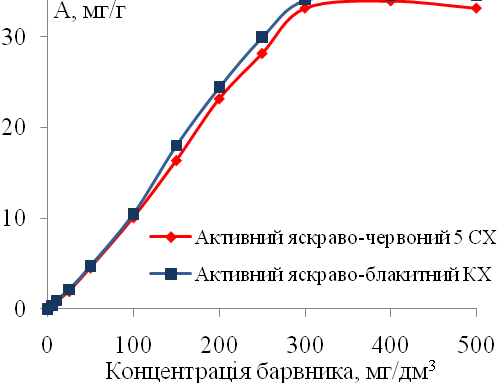 А, мг/г
30
20
10
0
Активний яскраво-червоний 5 СХ
Активний яскраво-блакитний КХ
0 100 200 300 400 500
Концентрація барвника, мг/дм³